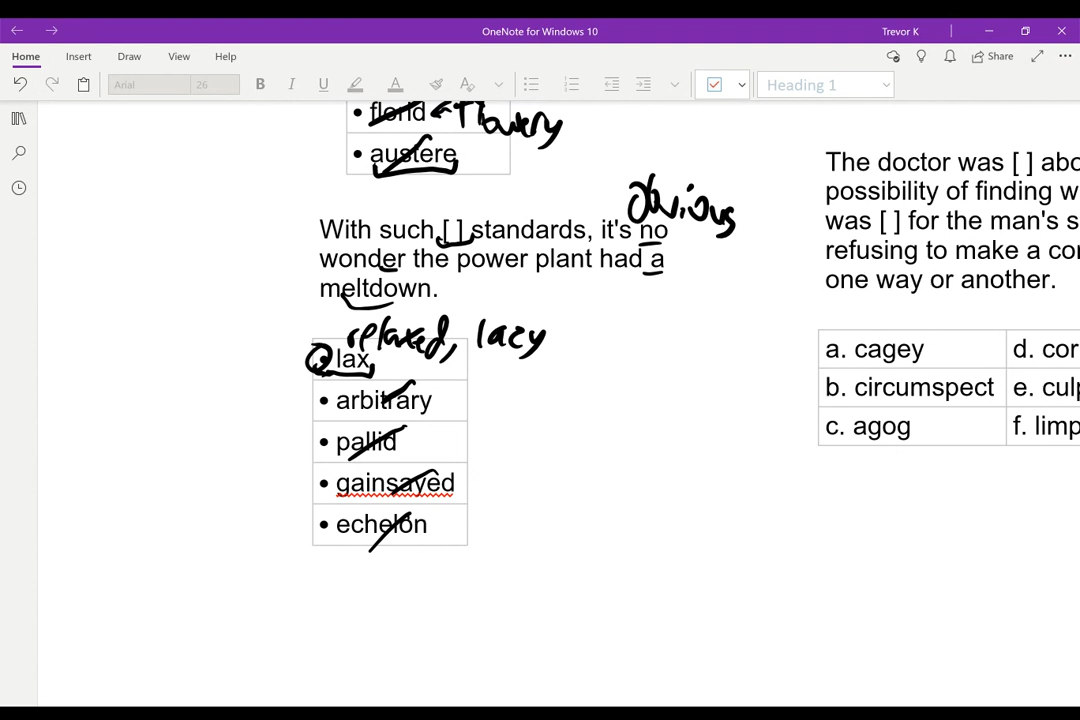 OneNote for Windows 10
Trevor K
Home Insert Draw View Help
Share
Arial 26 B I U A Heading 1
• florid ← flowery
• austere
obvious
With such [ ] standards, it's no
wonder the power plant had a
meltdown.
relaxed, lazy
• lax
• arbitrary
• pallid
• gainsayed
• echelon
The doctor was [ ] abo
possibility of finding w
was [ ] for the man's s
refusing to make a co
one way or another.
a. cagey d. cor
b. circumspect e. culp
c. agog f. limp